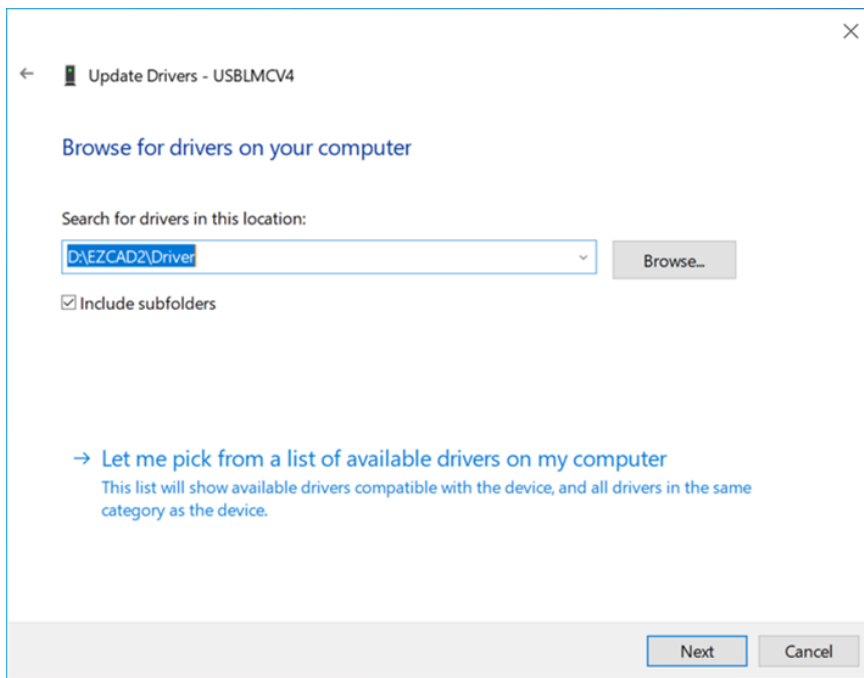 Update Drivers - USBLMCV4
Browse for drivers on your computer
Search for drivers in this location:
D:\EZCAD2\Driver
Browse...
Include subfolders
Let me pick from a list of available drivers on my computer
This list will show available drivers compatible with the device, and all drivers in the same
category as the device.
Next
Cancel